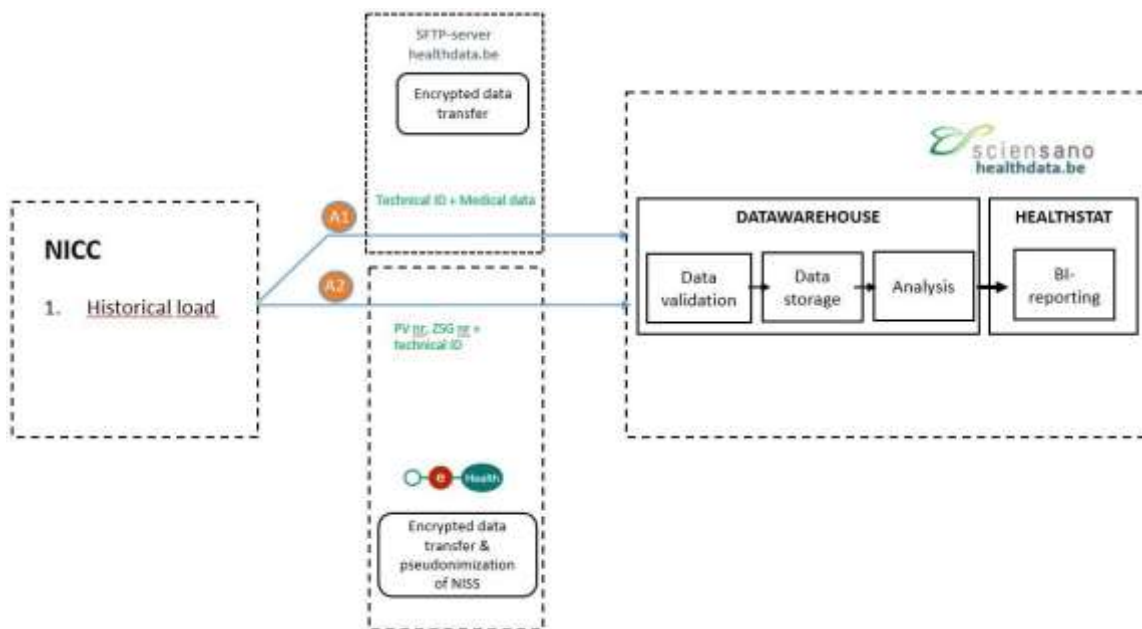 SFTP-server
healthdata.be
Encrypted data
transfer
Technical ID + Medical data
A1
NICC
1. Historical load
A2
PV nr, ZSG nr +
technical ID
e Health
Encrypted data
transfer &
pseudonimization
of NISS
sciensano
healthdata.be
DATAWAREHOUSE
HEALTHSTAT
Data
validation
Data
storage
Analysis
BI-
reporting